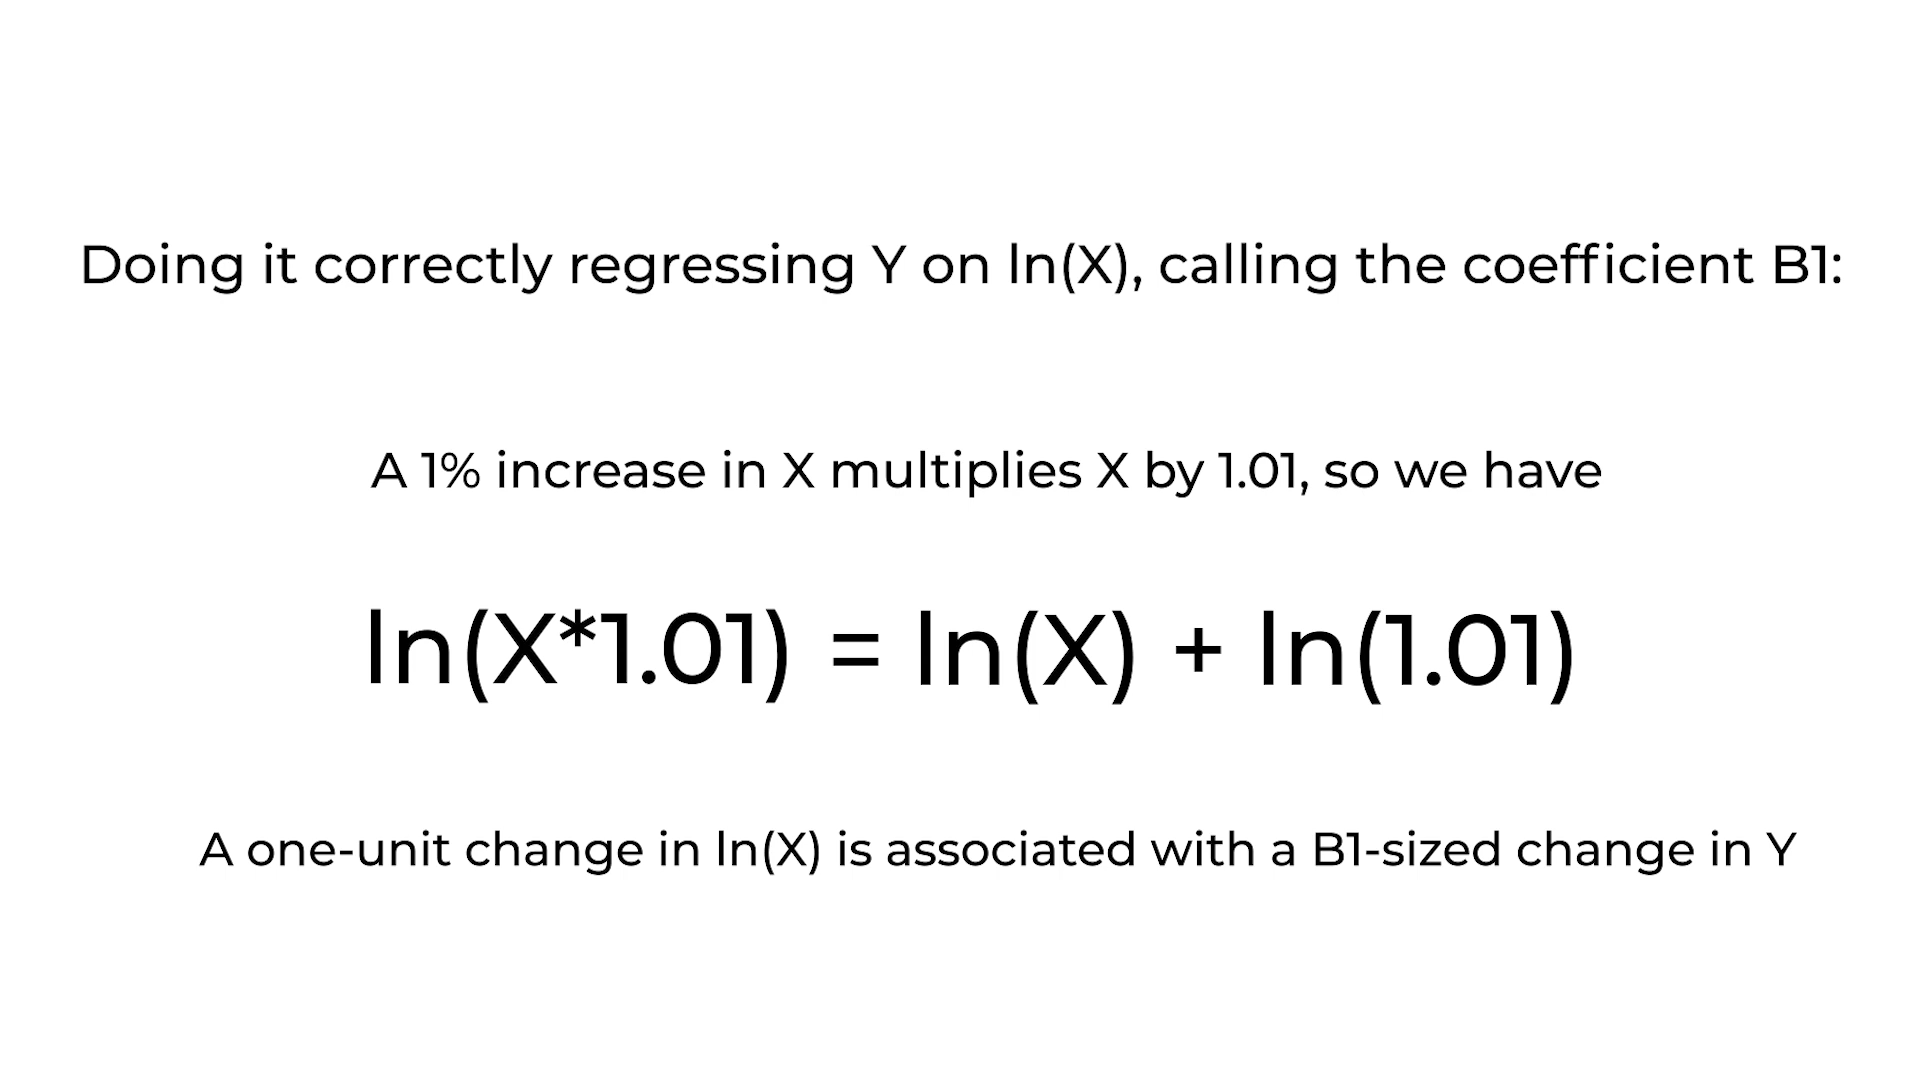 Doing it correctly regressing Y on ln(X), calling the coefficient B1:
A 1% increase in X multiplies X by 1.01, so we have
ln(X*1.01) = ln(X) + ln(1.01)
A one-unit change in ln(X) is associated with a B1-sized change in Y